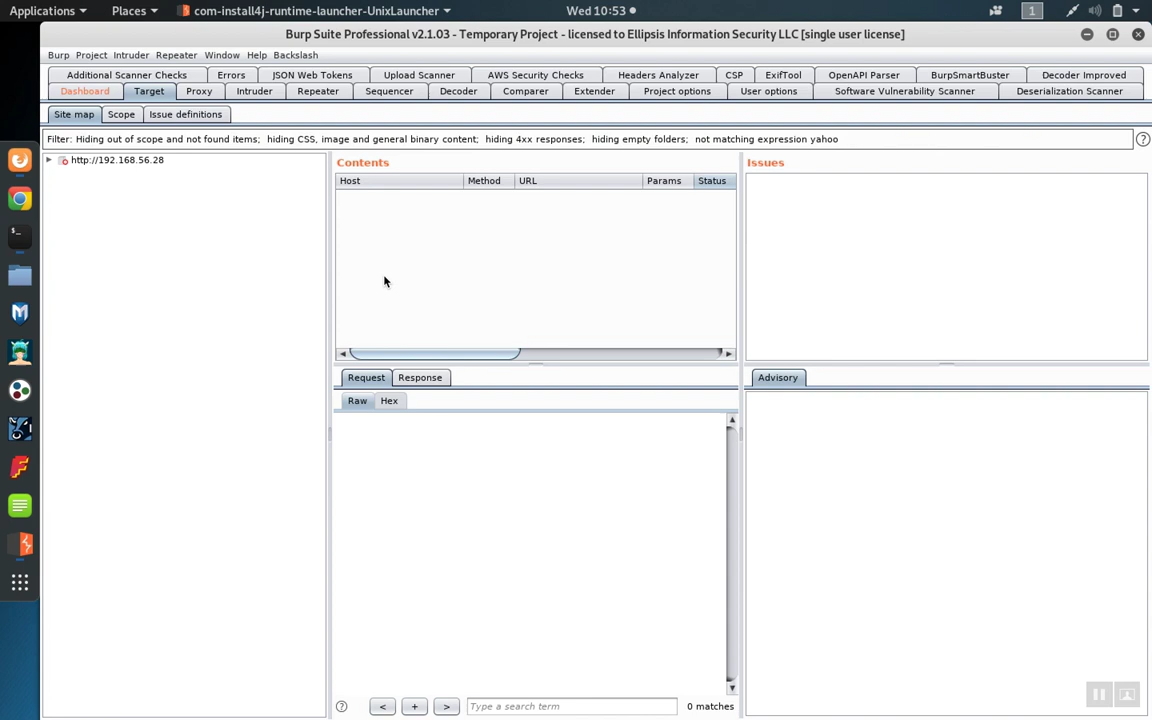 Applications Places com-install4j-runtime-launcher-UnixLauncher Wed 10:53 1
Burp Suite Professional v2.1.03 - Temporary Project - licensed to Ellipsis Information Security LLC [single user license]
Burp Project Intruder Repeater Window Help Backslash
Additional Scanner Checks Errors JSON Web Tokens Upload Scanner AWS Security Checks Headers Analyzer CSP ExifTool OpenAPI Parser BurpSmartBuster Decoder Improved
Dashboard Target Proxy Intruder Repeater Sequencer Decoder Comparer Extender Project options User options Software Vulnerability Scanner Deserialization Scanner
Site map Scope Issue definitions
Filter: Hiding out of scope and not found items; hiding CSS, image and general binary content; hiding 4xx responses; hiding empty folders; not matching expression yahoo ?
http://192.168.56.28
Contents
Host Method URL Params Status
Issues
Request Response
Raw Hex
Advisory
? < + > Type a search term 0 matches